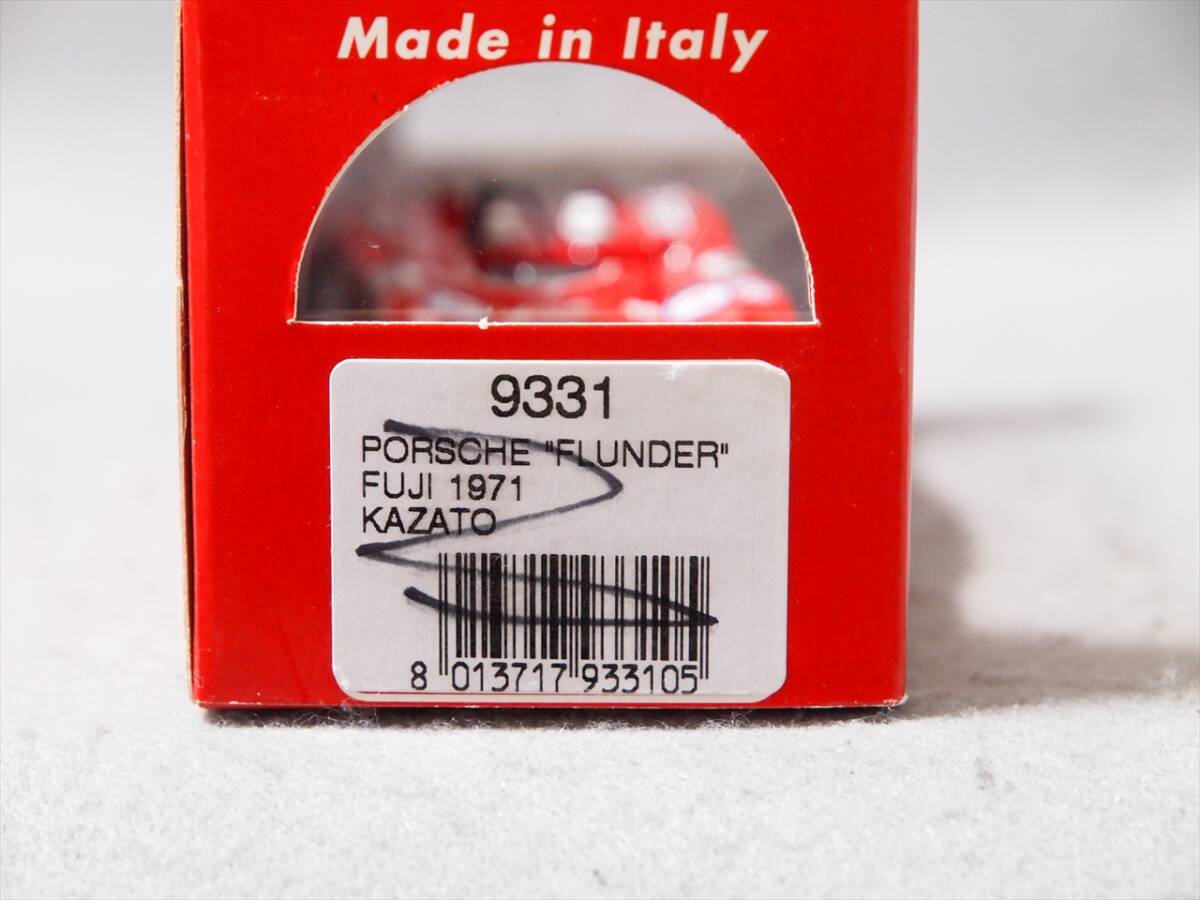 Made in Italy
9331
PORSCHE "FLUNDER"
FUJI 1971
KAZATO
8 013717 933105